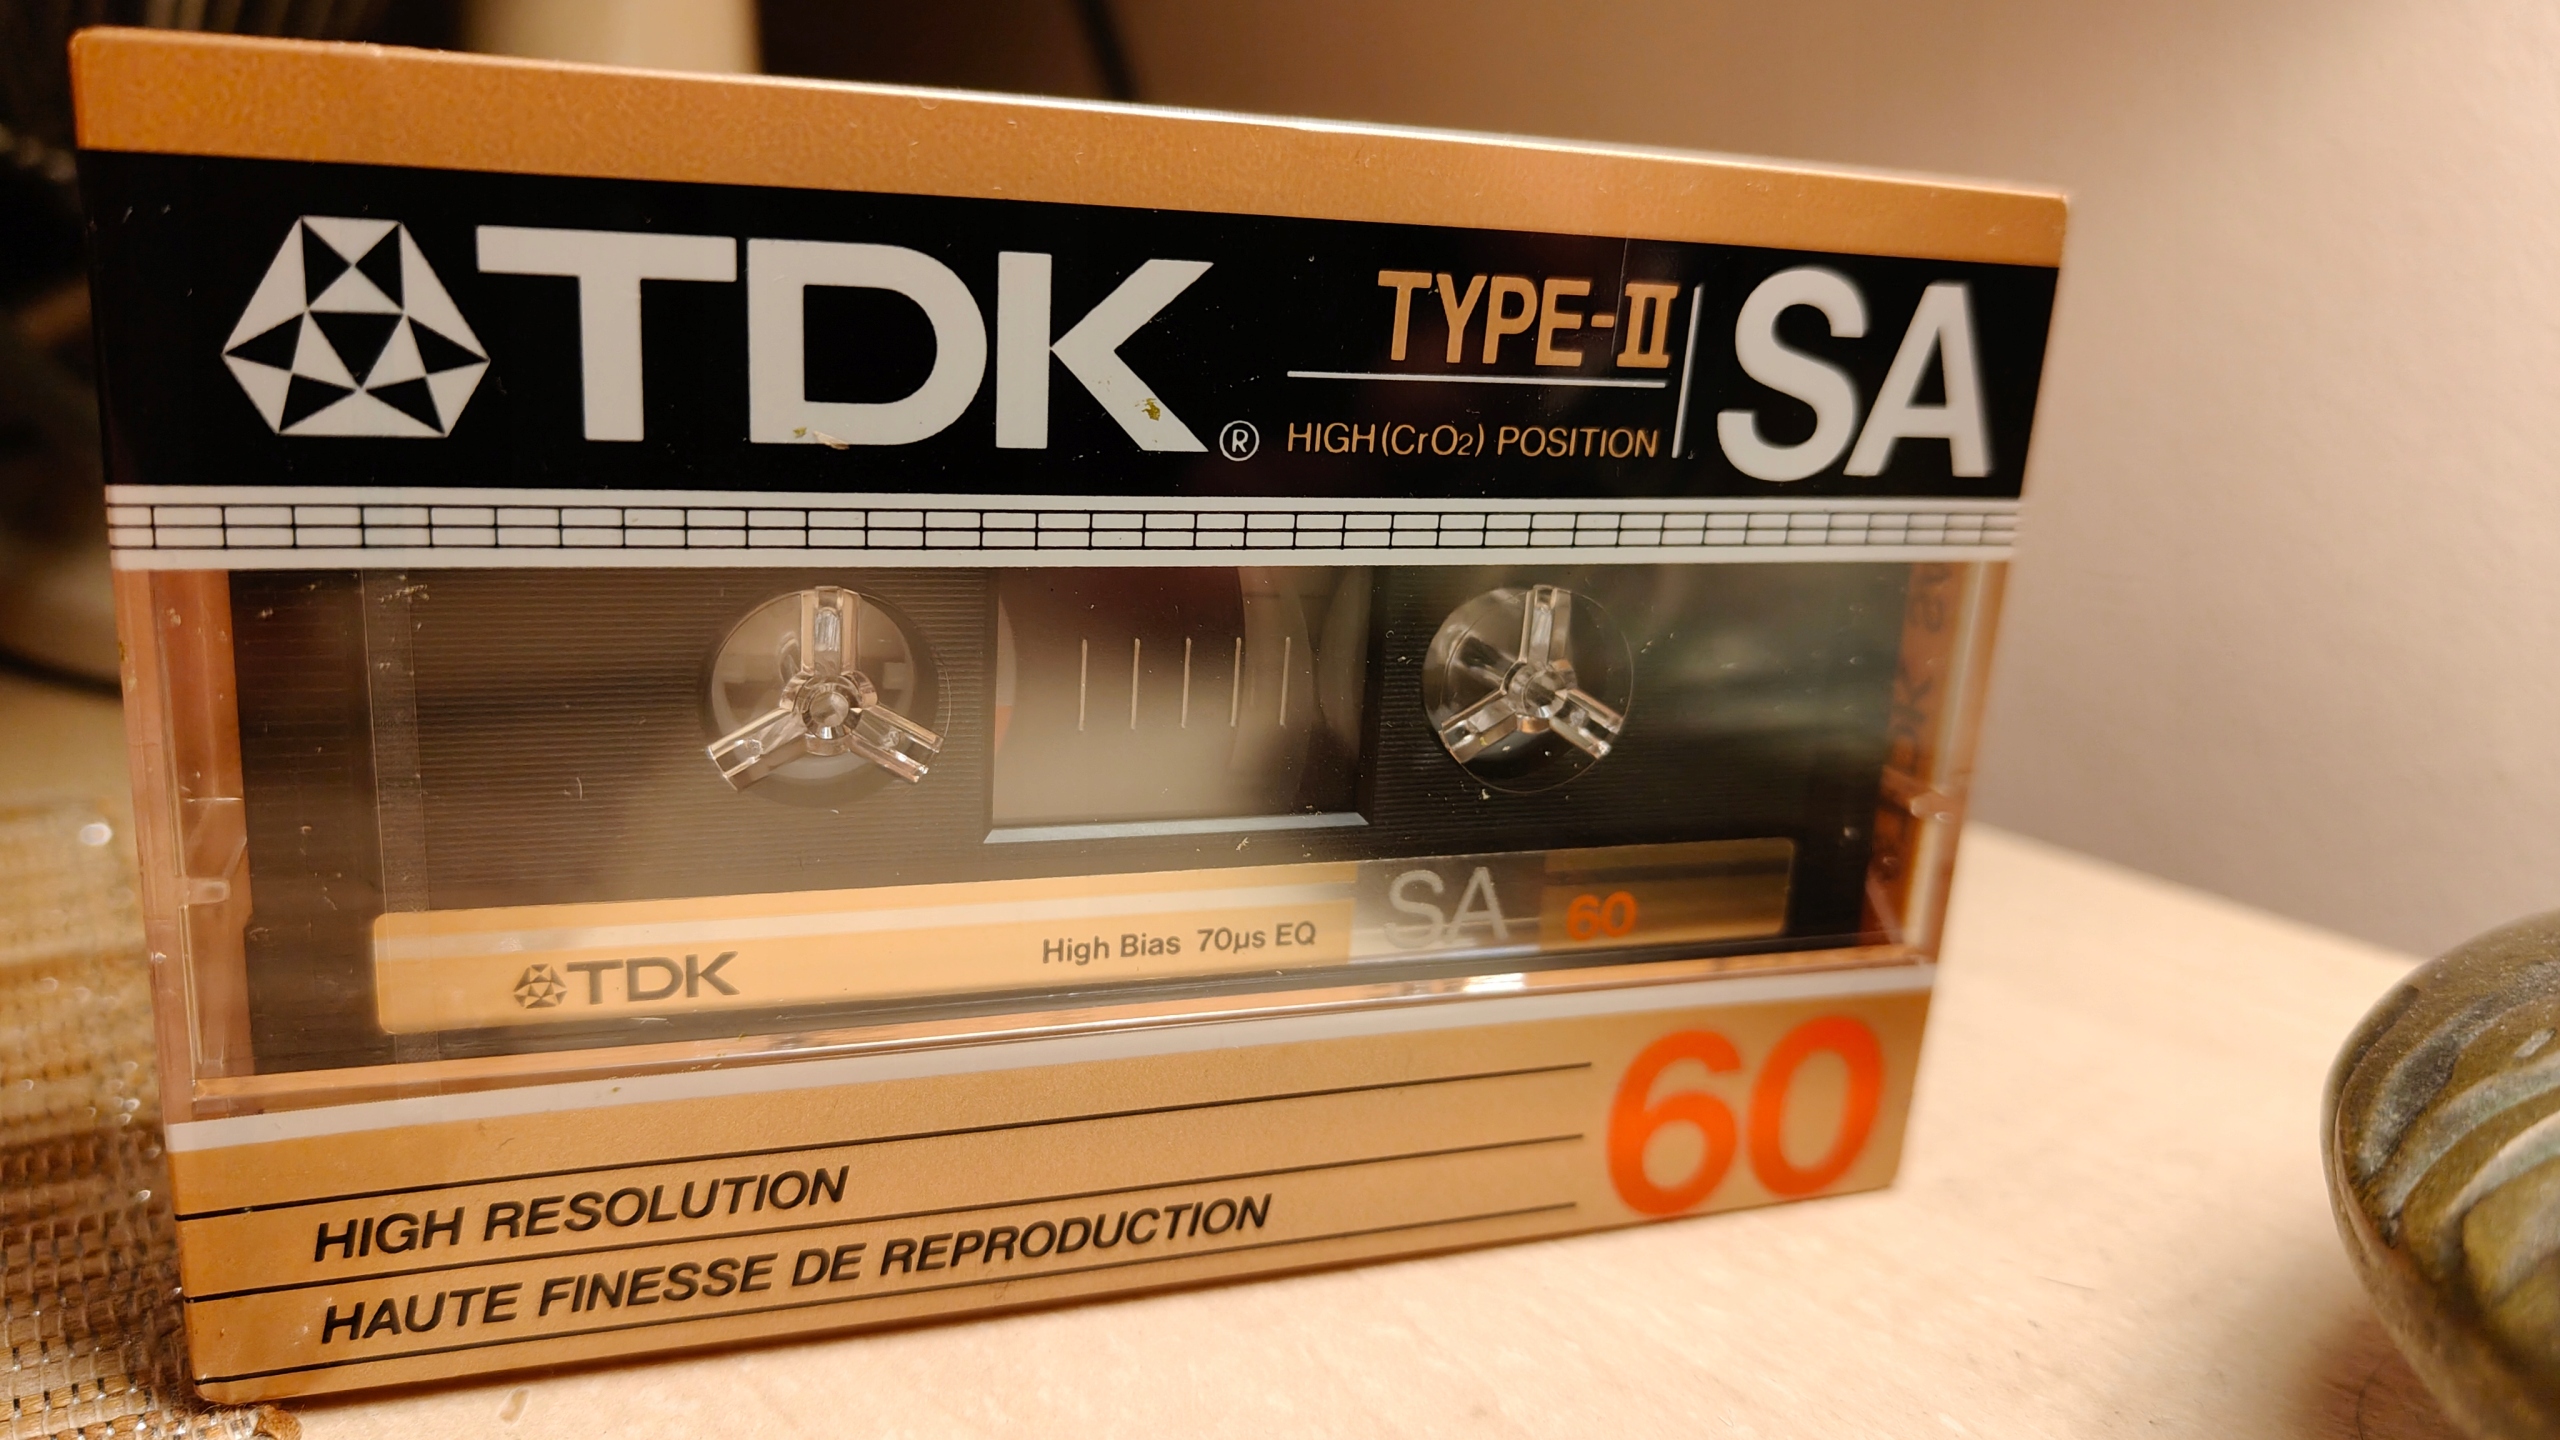 TDK®
TYPE-II
HIGH (CrO2) POSITION
SA
TDK
High Bias 70µs EQ
SA
60
60
HIGH RESOLUTION
HAUTE FINESSE DE REPRODUCTION